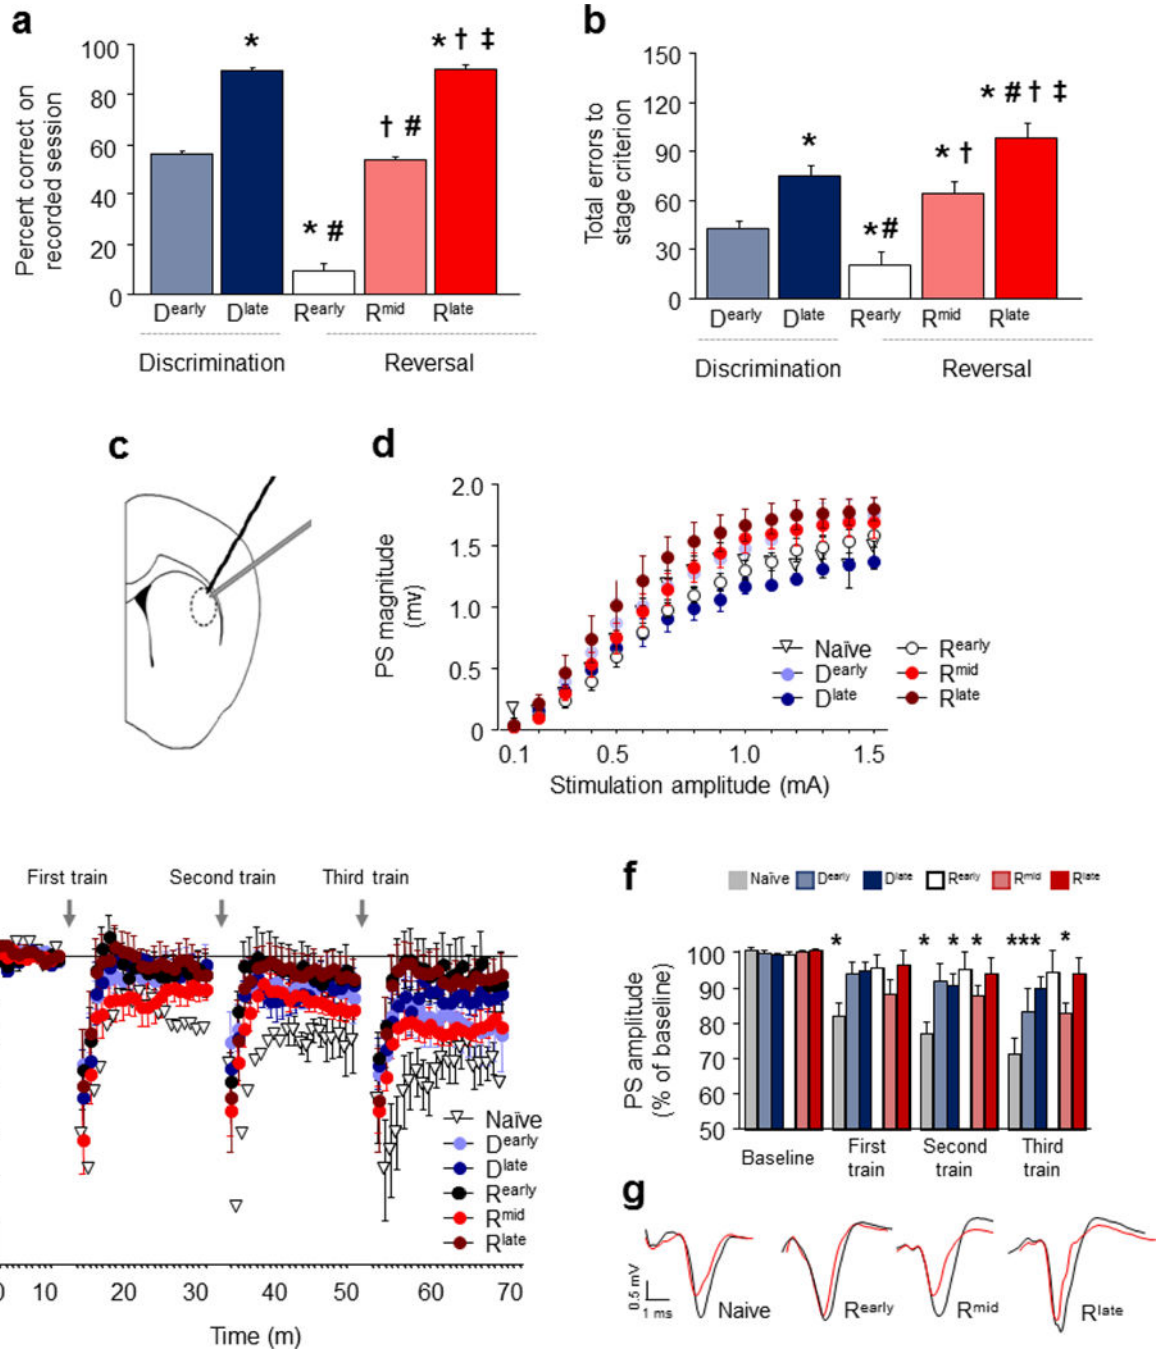 a
Percent correct on
recorded session
100
80
60
40
20
0
*
* #
† #
* † ‡
Dearly
Dlate
Rearly
Rmid
Rlate
Discrimination
Reversal
b
Total errors to
stage criterion
150
120
90
60
30
0
*
*#
* †
* # † ‡
Dearly
Dlate
Rearly
Rmid
Rlate
Discrimination
Reversal
c
d
PS magnitude
(mv)
2.0
1.5
1.0
0.5
0
Naïve
Dearly
Dlate
Rearly
Rmid
Rlate
0.1
0.5
1.0
1.5
Stimulation amplitude (mA)
First train
Second train
Third train
Naïve
Dearly
Dlate
Rearly
Rmid
Rlate
0
10
20
30
40
50
60
70
Time (m)
f
Naïve
Dearly
Dlate
Rearly
Rmid
Rlate
PS amplitude
(% of baseline)
100
90
80
70
60
50
*
* * *
*** *
Baseline
First
train
Second
train
Third
train
g
0.5 mV
1 ms
Naive
Rearly
Rmid
Rlate